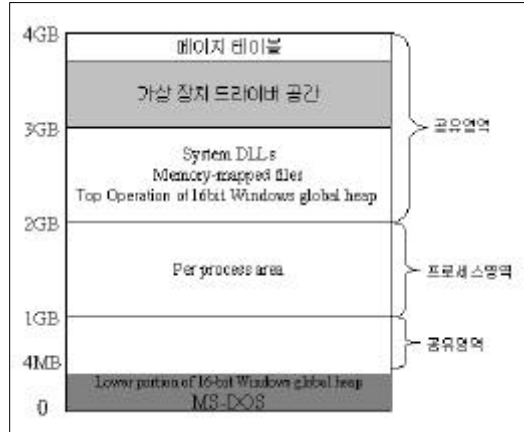 4GB
페이지 테이블
가상 장치 드라이버 공간
공유영역
3GB
System DLLs
Memory-mapped files
Top Operation of 16bit Windows global heap
2GB
Per process area
프로세스영역
1GB
공유영역
4MB
Lower portion of 16-bit Windows global heap
MS-DOS
0